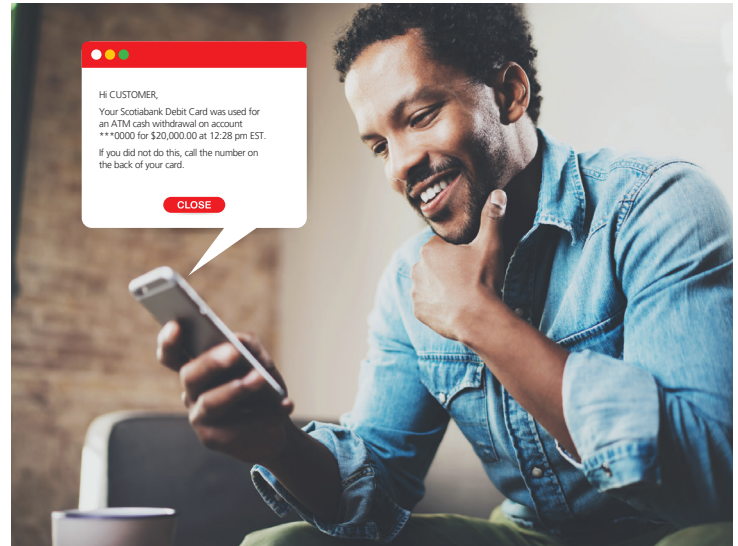 Hi CUSTOMER,
Your Scotiabank Debit Card was used for
an ATM cash withdrawal on account
***0000 for $20,000.00 at 12:28 pm EST.
If you did not do this, call the number on
the back of your card.
CLOSE